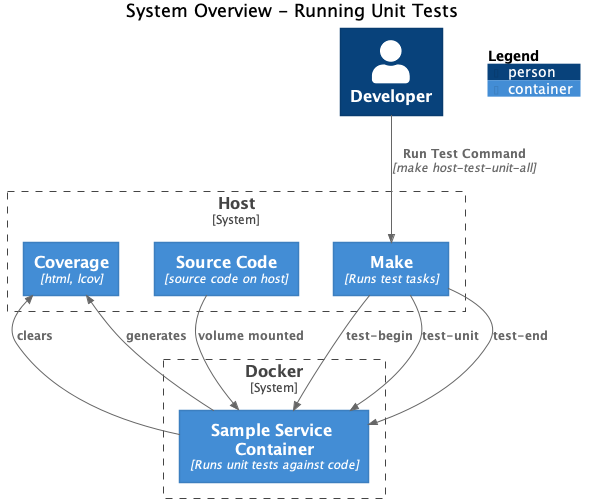 System Overview – Running Unit Tests
Legend
person
container
Developer
Run Test Command
[make host-test-unit-all]
Host
[System]
Coverage
[html, lcov]
Source Code
[source code on host]
Make
[Runs test tasks]
clears
generates
volume mounted
test-begin
test-unit
test-end
Docker
[System]
Sample Service
Container
[Runs unit tests against code]